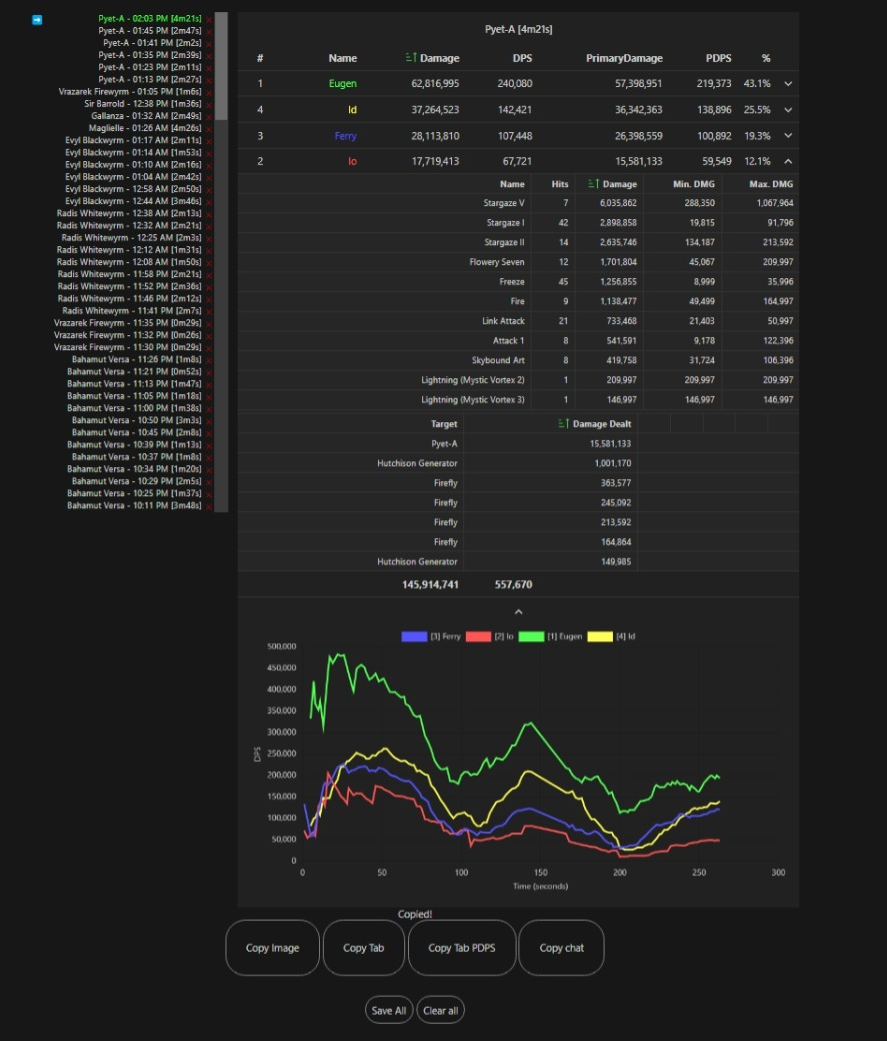 Pyet-A - 02:03 PM [4m21s]
Pyet-A - 01:45 PM [2m47s]
Pyet-A - 01:41 PM [2m2s]
Pyet-A - 01:35 PM [2m39s]
Pyet-A - 01:23 PM [2m11s]
Pyet-A - 01:13 PM [2m27s]
Vrazarek Firewyrm - 01:05 PM [1m6s]
Sir Barrold - 12:38 PM [1m36s]
Gallanza - 01:32 AM [2m49s]
Maglielle - 01:26 AM [4m26s]
Evyl Blackwyrm - 01:17 AM [2m11s]
Evyl Blackwyrm - 01:14 AM [1m53s]
Evyl Blackwyrm - 01:10 AM [2m16s]
Evyl Blackwyrm - 01:04 AM [2m42s]
Evyl Blackwyrm - 12:58 AM [2m50s]
Evyl Blackwyrm - 12:44 AM [3m46s]
Radis Whitewyrm - 12:38 AM [2m13s]
Radis Whitewyrm - 12:32 AM [2m21s]
Radis Whitewyrm - 12:25 AM [2m3s]
Radis Whitewyrm - 12:12 AM [1m31s]
Radis Whitewyrm - 12:08 AM [1m50s]
Radis Whitewyrm - 11:58 PM [2m21s]
Radis Whitewyrm - 11:52 PM [2m36s]
Radis Whitewyrm - 11:46 PM [2m12s]
Radis Whitewyrm - 11:41 PM [2m7s]
Vrazarek Firewyrm - 11:35 PM [0m29s]
Vrazarek Firewyrm - 11:32 PM [0m26s]
Vrazarek Firewyrm - 11:30 PM [0m29s]
Bahamut Versa - 11:26 PM [1m8s]
Bahamut Versa - 11:21 PM [0m52s]
Bahamut Versa - 11:13 PM [1m47s]
Bahamut Versa - 11:05 PM [1m18s]
Bahamut Versa - 11:00 PM [1m38s]
Bahamut Versa - 10:50 PM [3m3s]
Bahamut Versa - 10:45 PM [2m8s]
Bahamut Versa - 10:39 PM [1m13s]
Bahamut Versa - 10:37 PM [1m8s]
Bahamut Versa - 10:34 PM [1m20s]
Bahamut Versa - 10:29 PM [2m5s]
Bahamut Versa - 10:25 PM [1m37s]
Bahamut Versa - 10:11 PM [3m48s]
Pyet-A [4m21s]
# Name Damage DPS PrimaryDamage PDPS %
1 Eugen 62,816,995 240,080 57,398,951 219,373 43.1%
4 Id 37,264,523 142,421 36,342,363 138,896 25.5%
3 Ferry 28,113,810 107,448 26,398,559 100,892 19.3%
2 Io 17,719,413 67,721 15,581,133 59,549 12.1%
Name Hits Damage Min. DMG Max. DMG
Stargaze V 7 6,035,862 288,350 1,067,964
Stargaze I 42 2,898,858 19,815 91,796
Stargaze II 14 2,635,746 134,187 213,592
Flowery Seven 12 1,701,804 45,067 209,997
Freeze 45 1,256,855 8,999 35,996
Fire 9 1,138,477 49,499 164,997
Link Attack 21 733,468 21,403 50,997
Attack 1 8 541,591 9,178 122,396
Skybound Art 8 419,758 31,724 106,396
Lightning (Mystic Vortex 2) 1 209,997 209,997 209,997
Lightning (Mystic Vortex 3) 1 146,997 146,997 146,997
Target Damage Dealt
Pyet-A 15,581,133
Hutchison Generator 1,001,170
Firefly 363,577
Firefly 245,092
Firefly 213,592
Firefly 164,864
Hutchison Generator 149,985
145,914,741 557,670
[3] Ferry [2] Io [1] Eugen [4] Id
500,000
450,000
400,000
350,000
300,000
250,000
200,000
150,000
100,000
50,000
0
DPS
0 50 100 150 200 250 300
Time (seconds)
Copied!
Copy Image Copy Tab Copy Tab PDPS Copy chat
Save All Clear all